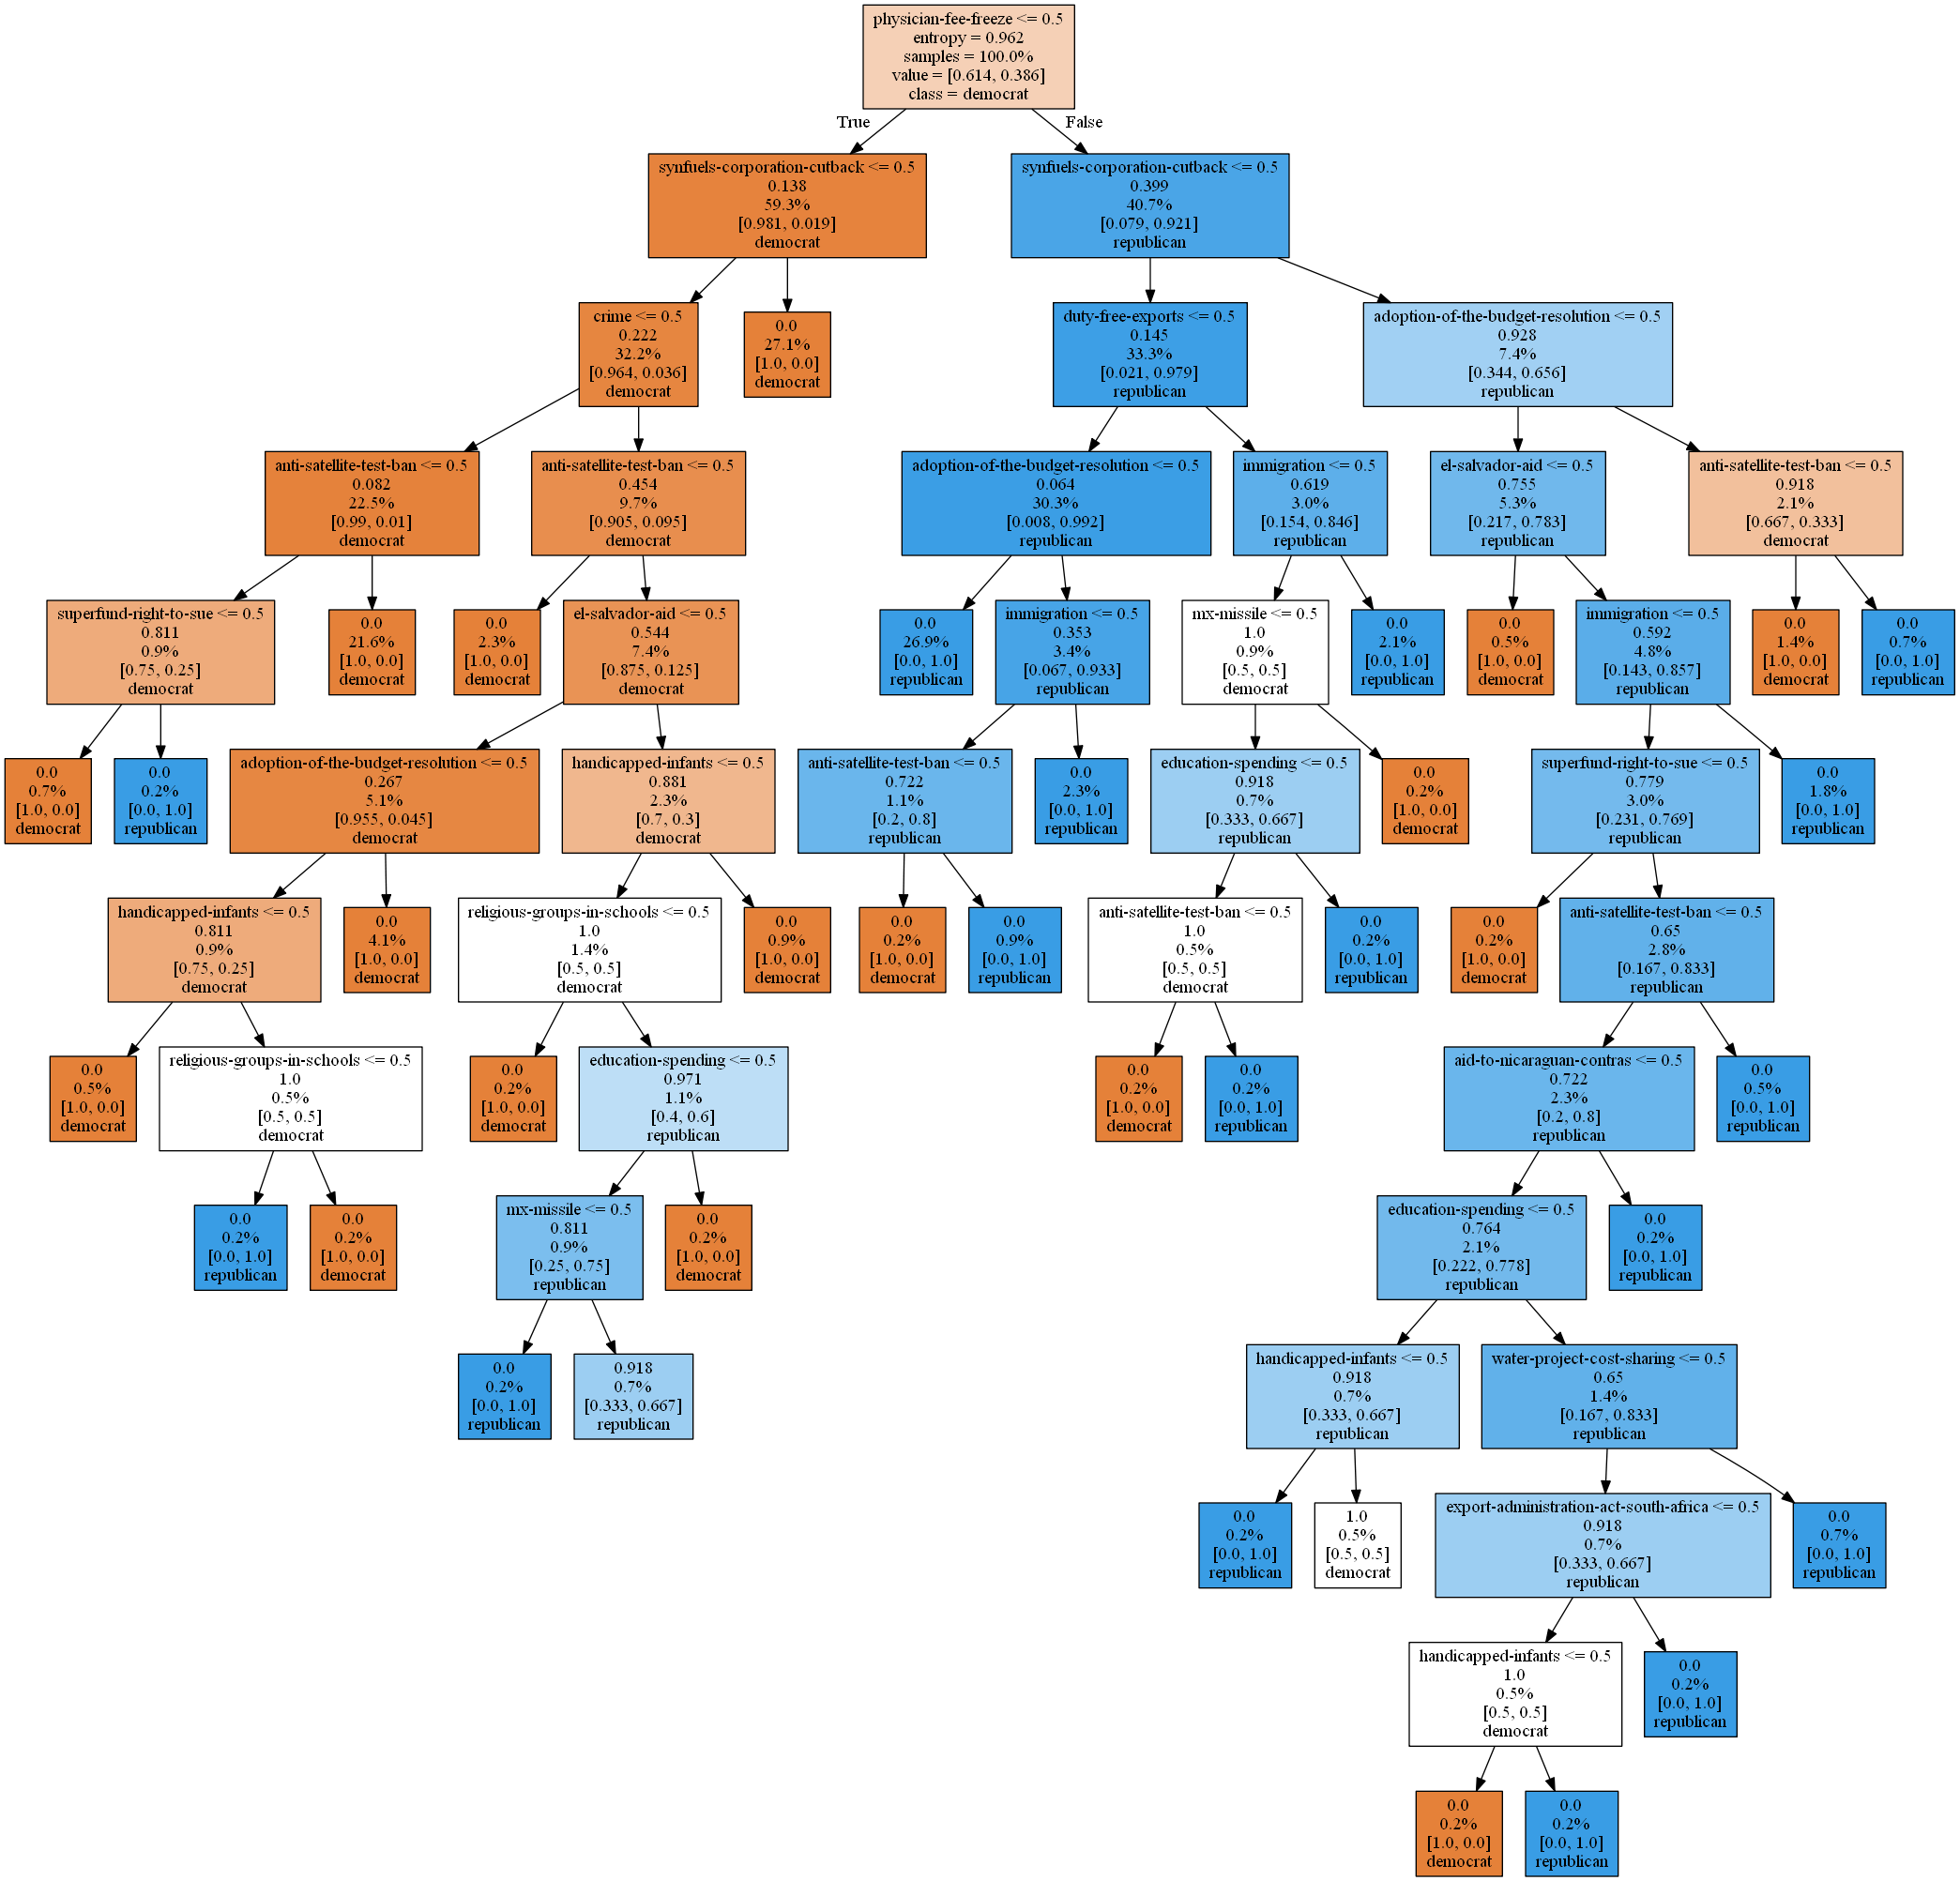 physician-fee-freeze <= 0.5
entropy = 0.962
samples = 100.0%
value = [0.614, 0.386]
class = democrat
True
False
synfuels-corporation-cutback <= 0.5
0.138
59.3%
[0.981, 0.019]
democrat
synfuels-corporation-cutback <= 0.5
0.399
40.7%
[0.079, 0.921]
republican
crime <= 0.5
0.222
32.2%
[0.964, 0.036]
democrat
0.0
27.1%
[1.0, 0.0]
democrat
duty-free-exports <= 0.5
0.145
33.3%
[0.021, 0.979]
republican
adoption-of-the-budget-resolution <= 0.5
0.928
7.4%
[0.344, 0.656]
republican
anti-satellite-test-ban <= 0.5
0.082
22.5%
[0.99, 0.01]
democrat
anti-satellite-test-ban <= 0.5
0.454
9.7%
[0.905, 0.095]
democrat
adoption-of-the-budget-resolution <= 0.5
0.064
30.3%
[0.008, 0.992]
republican
immigration <= 0.5
0.619
3.0%
[0.154, 0.846]
republican
el-salvador-aid <= 0.5
0.755
5.3%
[0.217, 0.783]
republican
anti-satellite-test-ban <= 0.5
0.918
2.1%
[0.667, 0.333]
democrat
superfund-right-to-sue <= 0.5
0.811
0.9%
[0.75, 0.25]
democrat
0.0
21.6%
[1.0, 0.0]
democrat
0.0
2.3%
[1.0, 0.0]
democrat
el-salvador-aid <= 0.5
0.544
7.4%
[0.875, 0.125]
democrat
0.0
26.9%
[0.0, 1.0]
republican
immigration <= 0.5
0.353
3.4%
[0.067, 0.933]
republican
mx-missile <= 0.5
1.0
0.9%
[0.5, 0.5]
democrat
0.0
2.1%
[0.0, 1.0]
republican
0.0
0.5%
[1.0, 0.0]
democrat
immigration <= 0.5
0.592
4.8%
[0.143, 0.857]
republican
0.0
1.4%
[1.0, 0.0]
democrat
0.0
0.7%
[0.0, 1.0]
republican
0.0
0.7%
[1.0, 0.0]
democrat
0.0
0.2%
[0.0, 1.0]
republican
adoption-of-the-budget-resolution <= 0.5
0.267
5.1%
[0.955, 0.045]
democrat
handicapped-infants <= 0.5
0.881
2.3%
[0.7, 0.3]
democrat
anti-satellite-test-ban <= 0.5
0.722
1.1%
[0.2, 0.8]
republican
0.0
2.3%
[0.0, 1.0]
republican
education-spending <= 0.5
0.918
0.7%
[0.333, 0.667]
republican
0.0
0.2%
[1.0, 0.0]
democrat
superfund-right-to-sue <= 0.5
0.779
3.0%
[0.231, 0.769]
republican
0.0
1.8%
[0.0, 1.0]
republican
handicapped-infants <= 0.5
0.811
0.9%
[0.75, 0.25]
democrat
0.0
4.1%
[1.0, 0.0]
democrat
religious-groups-in-schools <= 0.5
1.0
1.4%
[0.5, 0.5]
democrat
0.0
0.9%
[1.0, 0.0]
democrat
0.0
0.2%
[1.0, 0.0]
democrat
0.0
0.9%
[0.0, 1.0]
republican
anti-satellite-test-ban <= 0.5
1.0
0.5%
[0.5, 0.5]
democrat
0.0
0.2%
[0.0, 1.0]
republican
0.0
0.2%
[1.0, 0.0]
democrat
anti-satellite-test-ban <= 0.5
0.65
2.8%
[0.167, 0.833]
republican
0.0
0.5%
[1.0, 0.0]
democrat
religious-groups-in-schools <= 0.5
1.0
0.5%
[0.5, 0.5]
democrat
0.0
0.2%
[1.0, 0.0]
democrat
education-spending <= 0.5
0.971
1.1%
[0.4, 0.6]
republican
0.0
0.2%
[1.0, 0.0]
democrat
0.0
0.2%
[0.0, 1.0]
republican
aid-to-nicaraguan-contras <= 0.5
0.722
2.3%
[0.2, 0.8]
republican
0.0
0.5%
[0.0, 1.0]
republican
0.0
0.2%
[0.0, 1.0]
republican
0.0
0.2%
[1.0, 0.0]
democrat
mx-missile <= 0.5
0.811
0.9%
[0.25, 0.75]
republican
0.0
0.2%
[1.0, 0.0]
democrat
education-spending <= 0.5
0.764
2.1%
[0.222, 0.778]
republican
0.0
0.2%
[0.0, 1.0]
republican
0.0
0.2%
[0.0, 1.0]
republican
0.918
0.7%
[0.333, 0.667]
republican
handicapped-infants <= 0.5
0.918
0.7%
[0.333, 0.667]
republican
water-project-cost-sharing <= 0.5
0.65
1.4%
[0.167, 0.833]
republican
0.0
0.2%
[0.0, 1.0]
republican
1.0
0.5%
[0.5, 0.5]
democrat
export-administration-act-south-africa <= 0.5
0.918
0.7%
[0.333, 0.667]
republican
0.0
0.7%
[0.0, 1.0]
republican
handicapped-infants <= 0.5
1.0
0.5%
[0.5, 0.5]
democrat
0.0
0.2%
[0.0, 1.0]
republican
0.0
0.2%
[1.0, 0.0]
democrat
0.0
0.2%
[0.0, 1.0]
republican